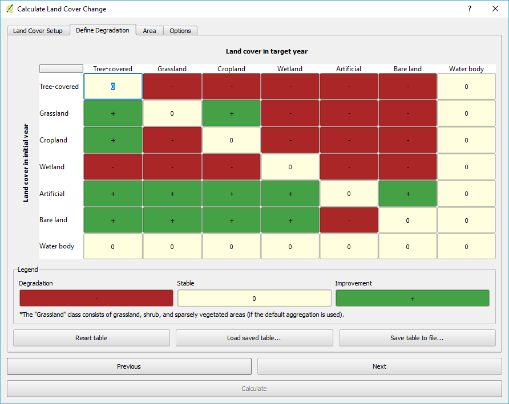 Calculate Land Cover Change
? ×
Land Cover Setup Define Degradation Area Options
Land cover in target year
Tree-covered Grassland Cropland Wetland Artificial Bare land Water body
Land cover in initial year
Tree-covered 0 - - - - - 0
Grassland + 0 + - - - 0
Cropland + - 0 - - - 0
Wetland - - - 0 - - 0
Artificial + + + + 0 + 0
Bare land + + + + - 0 0
Water body 0 0 0 0 0 0 0
Legend
Degradation Stable Improvement
- 0 +
*The "Grassland" class consists of grassland, shrub, and sparsely vegetated areas (if the default aggregation is used).
Reset table Load saved table... Save table to file...
Previous Next
Calculate